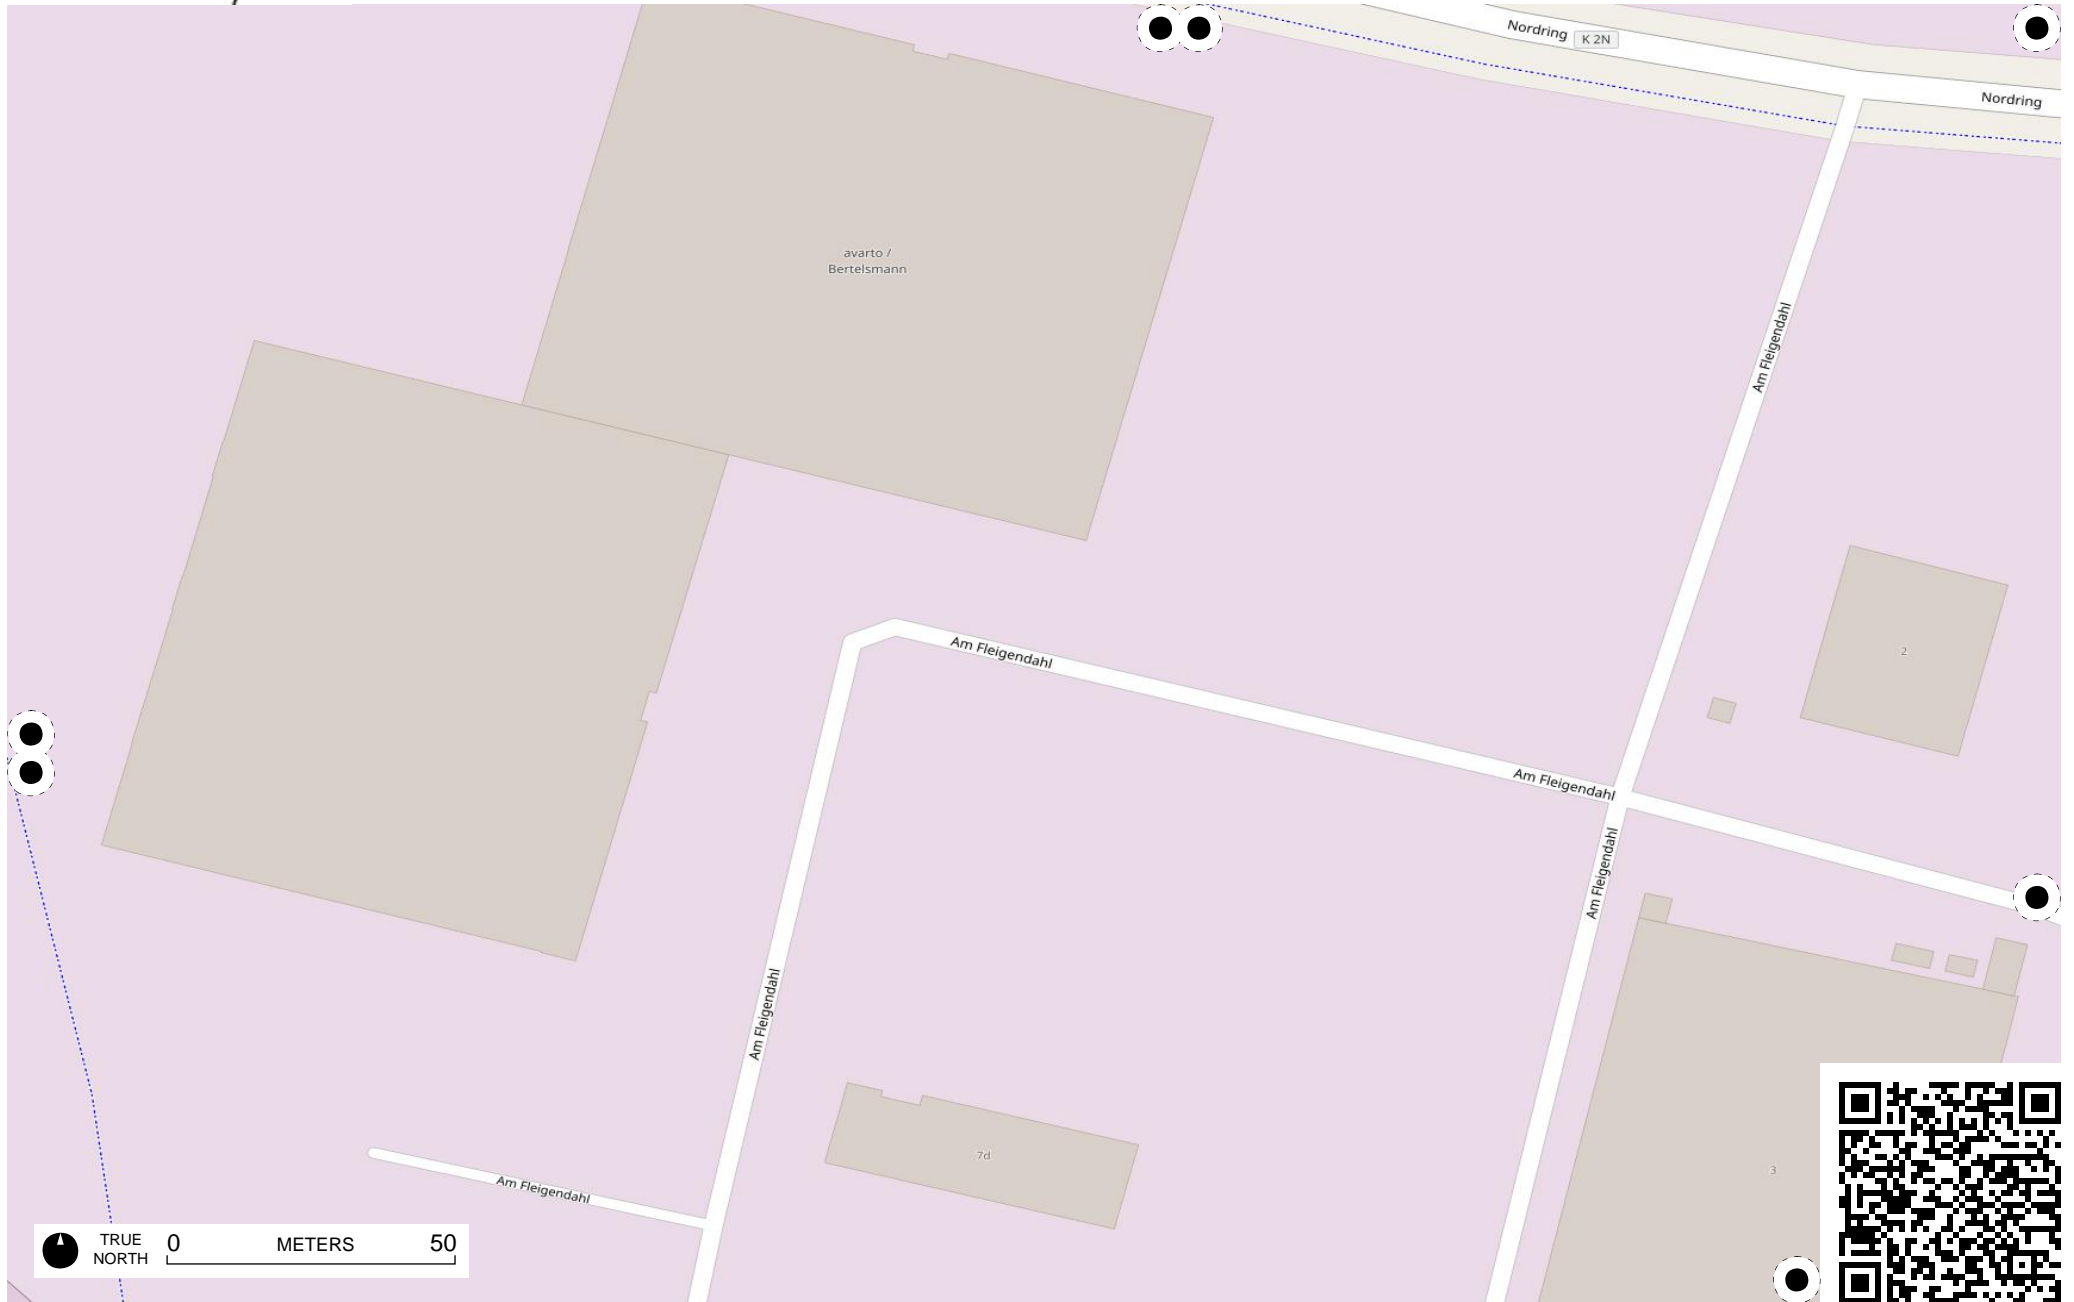 Nordring
K 2N
Nordring
avarto /
Bertelsmann
Am Fleigendahl
2
Am Fleigendahl
Am Fleigendahl
Am Fleigendahl
Am Fleigendahl
7d
3
Am Fleigendahl
TRUE
NORTH
0 METERS 50